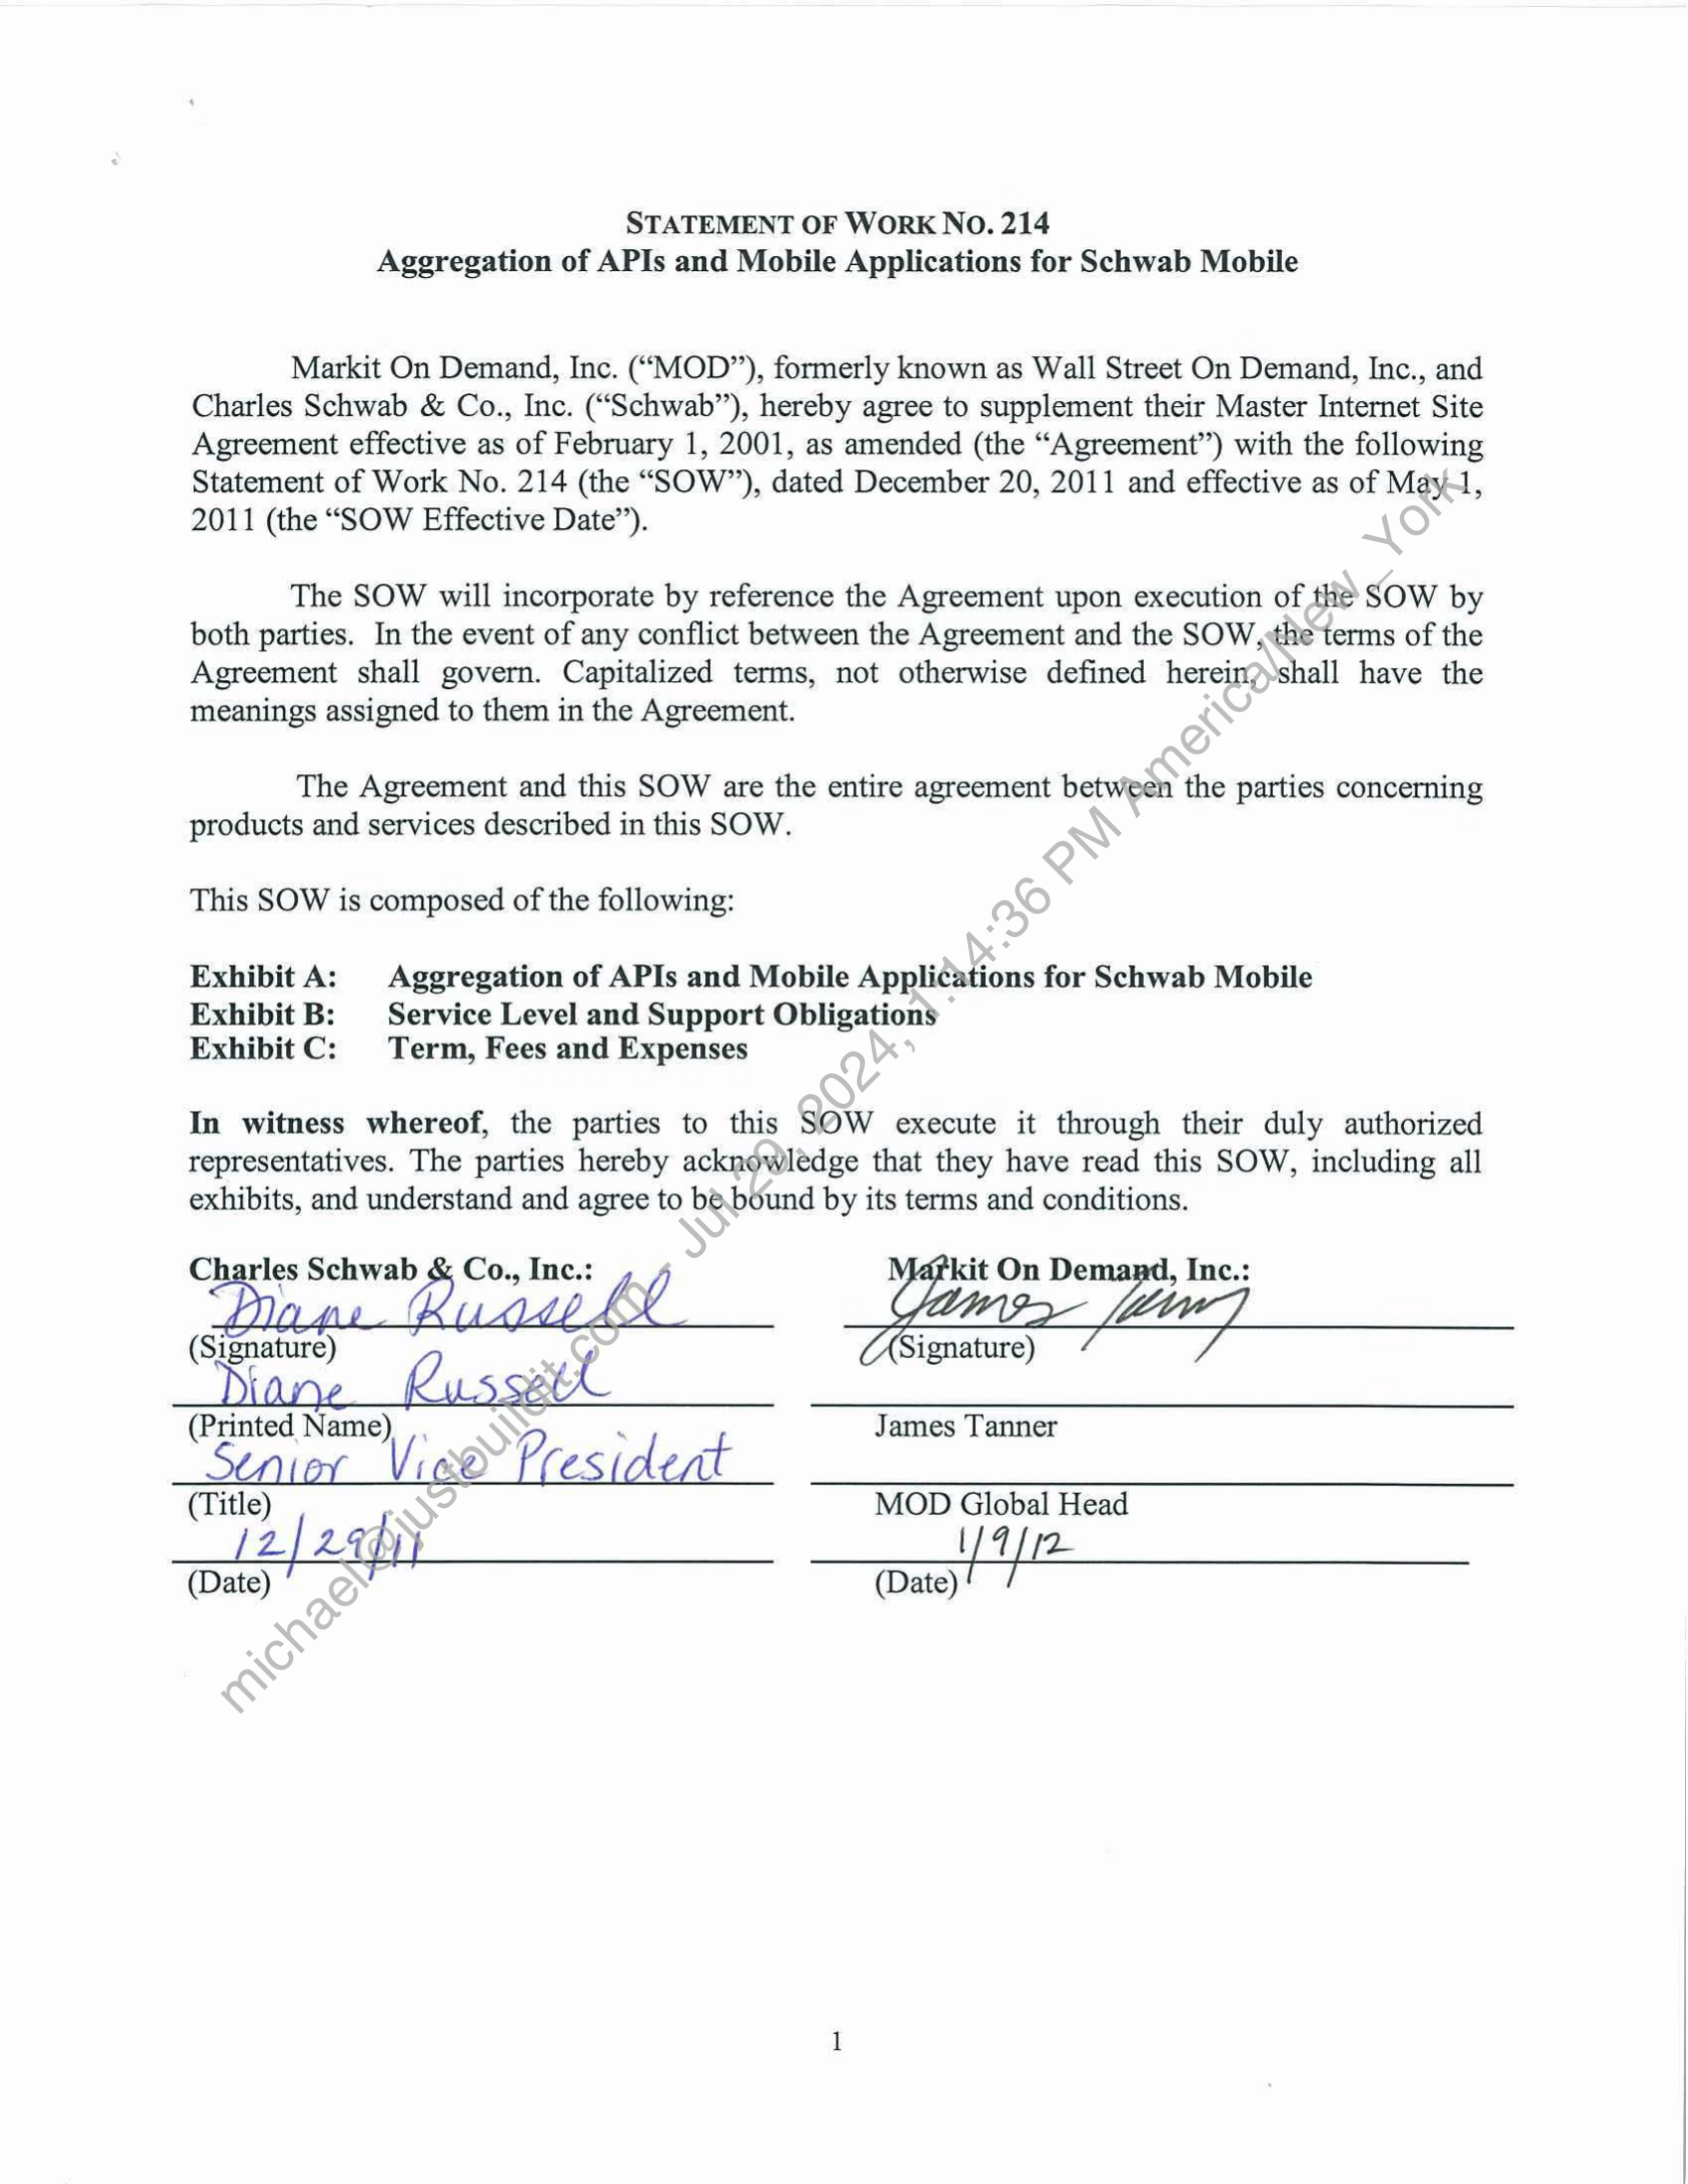 STATEMENT OF WORK NO. 214
Aggregation of APIs and Mobile Applications for Schwab Mobile
Markit On Demand, Inc. (“MOD”), formerly known as Wall Street On Demand, Inc., and
Charles Schwab & Co., Inc. (“Schwab”), hereby agree to supplement their Master Internet Site
Agreement effective as of February 1, 2001, as amended (the “Agreement”) with the following
Statement of Work No. 214 (the “SOW”), dated December 20, 2011 and effective as of May 1,
2011 (the “SOW Effective Date”).
The SOW will incorporate by reference the Agreement upon execution of the SOW by
both parties. In the event of any conflict between the Agreement and the SOW, the terms of the
Agreement shall govern. Capitalized terms, not otherwise defined herein, shall have the
meanings assigned to them in the Agreement.
The Agreement and this SOW are the entire agreement between the parties concerning
products and services described in this SOW.
This SOW is composed of the following:
Exhibit A: Aggregation of APIs and Mobile Applications for Schwab Mobile
Exhibit B: Service Level and Support Obligations
Exhibit C: Term, Fees and Expenses
In witness whereof, the parties to this SOW execute it through their duly authorized
representatives. The parties hereby acknowledge that they have read this SOW, including all
exhibits, and understand and agree to be bound by its terms and conditions.
Charles Schwab & Co., Inc.: Markit On Demand, Inc.:
Diane Russell James Tanner
(Signature) (Signature)
Diane Russell
(Printed Name) James Tanner
Senior Vice President
(Title) MOD Global Head
12/29/11 1/9/12
(Date) (Date)
michael@justbuildit.com - Jul 29, 2024, 1:14:36 PM America/New_York
1